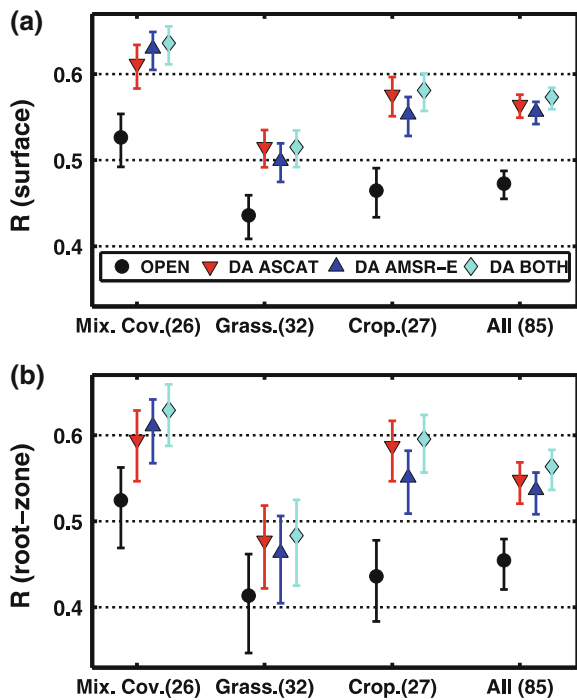 (a)
R (surface)
0.6
0.5
0.4
OPEN DA ASCAT DA AMSR-E DA BOTH
Mix. Cov.(26) Grass.(32) Crop.(27) All (85)
(b)
R (root-zone)
0.6
0.5
0.4
Mix. Cov.(26) Grass.(32) Crop.(27) All (85)